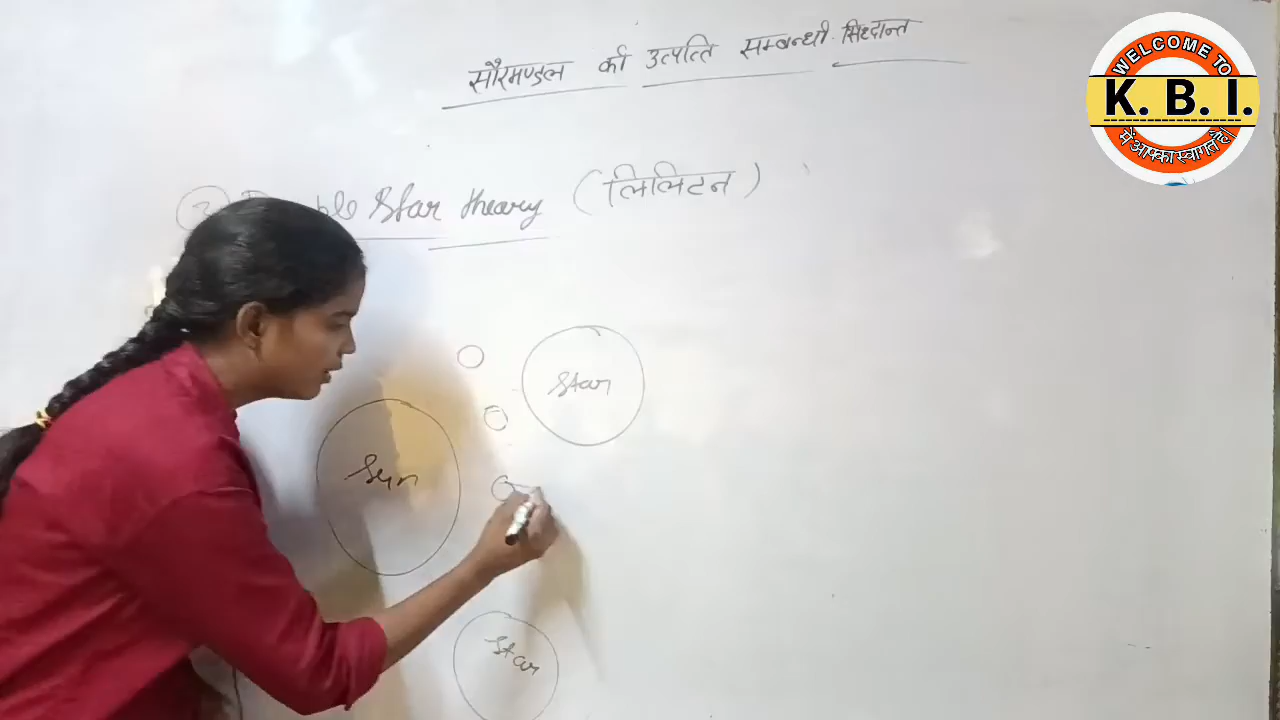 सौरमण्डल की उत्पत्ति सम्बन्धी सिध्दान्त
WELCOME TO
K. B. I.
में आपका स्वागत है।
Star theory (लिलिटन)
Star
Sun
Star